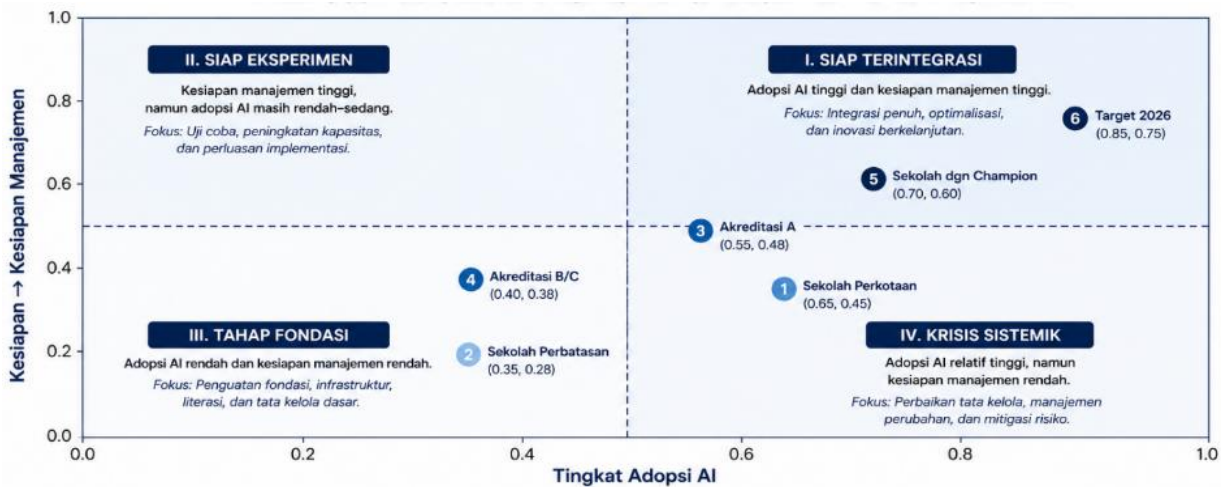 1.0
II. SIAP EKSPERIMEN
Kesiapan manajemen tinggi,
namun adopsi AI masih rendah–sedang.
Fokus: Uji coba, peningkatan kapasitas,
dan perluasan implementasi.
I. SIAP TERINTEGRASI
Adopsi AI tinggi dan kesiapan manajemen tinggi.
Fokus: Integrasi penuh, optimalisasi,
dan inovasi berkelanjutan.
6 Target 2026
(0.85, 0.75)
5 Sekolah dgn Champion
(0.70, 0.60)
3 Akreditasi A
(0.55, 0.48)
4 Akreditasi B/C
(0.40, 0.38)
1 Sekolah Perkotaan
(0.65, 0.45)
III. TAHAP FONDASI
Adopsi AI rendah dan kesiapan manajemen rendah.
Fokus: Penguatan fondasi, infrastruktur,
literasi, dan tata kelola dasar.
2 Sekolah Perbatasan
(0.35, 0.28)
IV. KRISIS SISTEMIK
Adopsi AI relatif tinggi, namun
kesiapan manajemen rendah.
Fokus: Perbaikan tata kelola, manajemen
perubahan, dan mitigasi risiko.
0.8
0.6
0.4
0.2
0.0
Kesiapan → Kesiapan Manajemen
0.0 0.2 0.4 0.6 0.8 1.0
Tingkat Adopsi AI